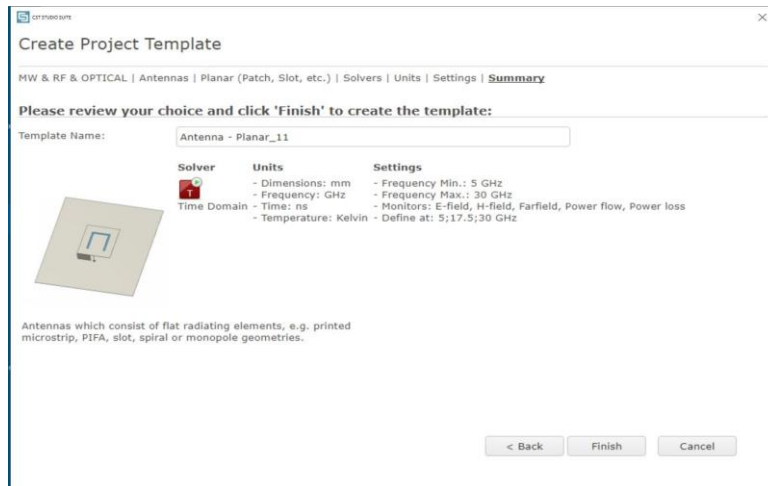 CST STUDIO SUITE
Create Project Template
MW & RF & OPTICAL | Antennas | Planar (Patch, Slot, etc.) | Solvers | Units | Settings | Summary
Please review your choice and click 'Finish' to create the template:
Template Name: Antenna - Planar_11
Solver Units Settings
- Dimensions: mm - Frequency Min.: 5 GHz
T - Frequency: GHz - Frequency Max.: 30 GHz
Time Domain - Time: ns - Monitors: E-field, H-field, Farfield, Power flow, Power loss
- Temperature: Kelvin - Define at: 5;17.5;30 GHz
Antennas which consist of flat radiating elements, e.g. printed
microstrip, PIFA, slot, spiral or monopole geometries.
< Back Finish Cancel